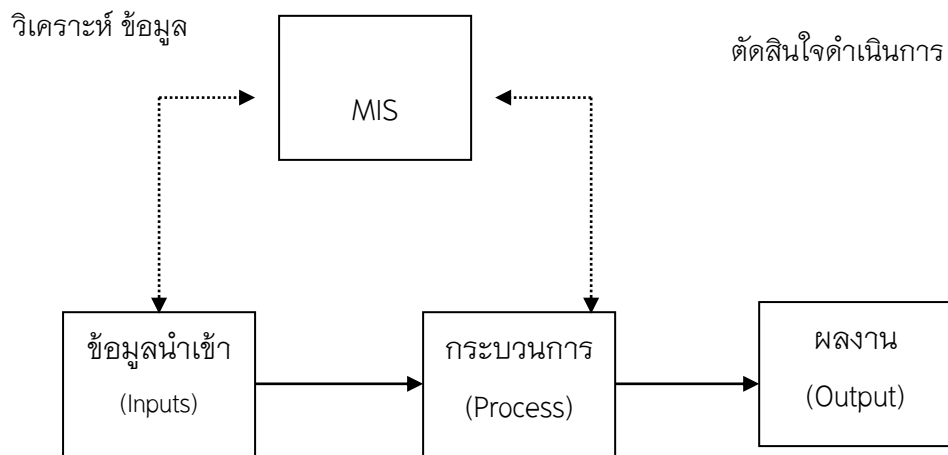 วิเคราะห์ ข้อมูล
ตัดสินใจดำเนินการ
MIS
ข้อมูลนำเข้า
(Inputs)
กระบวนการ
(Process)
ผลงาน
(Output)